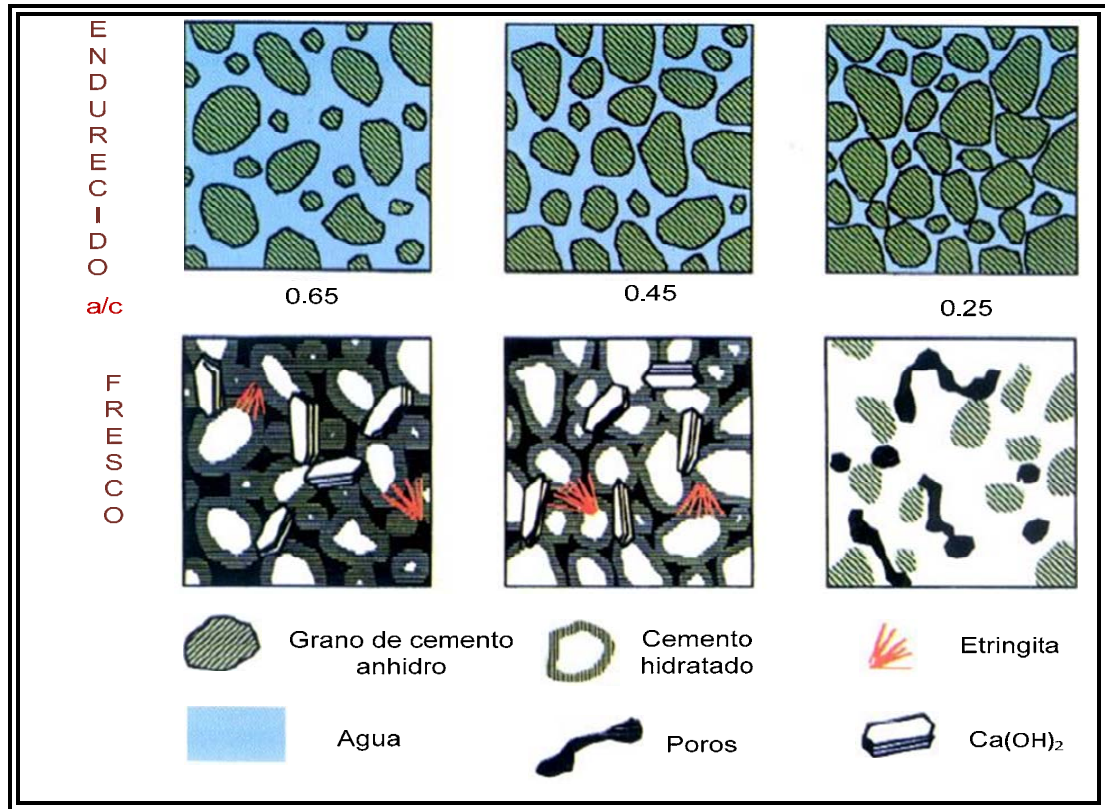 ENDURECIDO
0.65
0.45
0.25
a/c
FRESCO
Grano de cemento
anhidro
Cemento
hidratado
Etringita
Agua
Poros
Ca(OH)₂